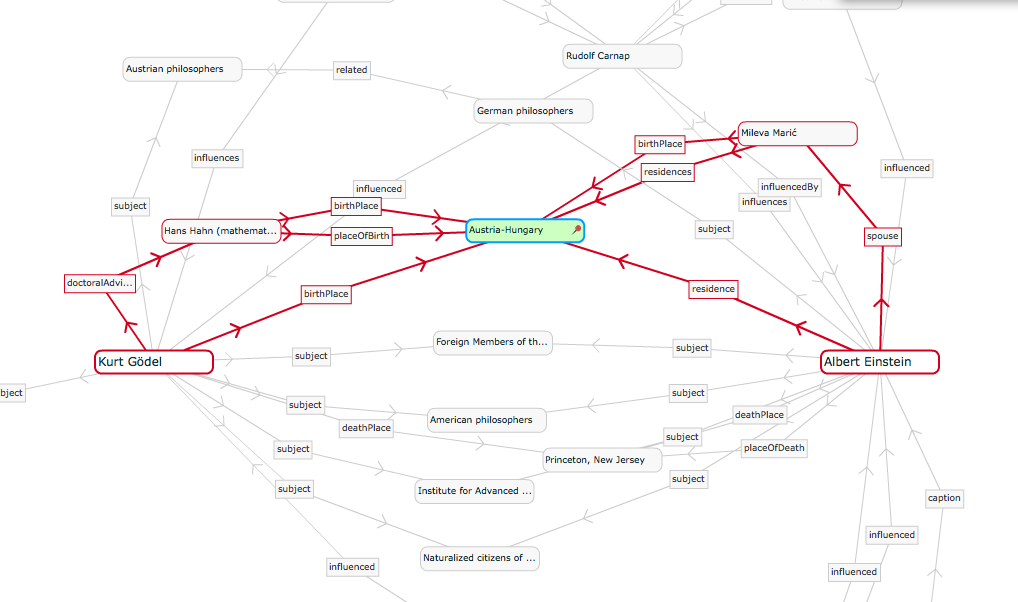 Rudolf Carnap
Austrian philosophers
related
German philosophers
Mileva Marić
birthPlace
influences
residences
influenced
influencedBy
influenced
influences
subject
birthPlace
Hans Hahn (mathemat...
placeOfBirth
Austria-Hungary
subject
spouse
doctoralAdvi...
birthPlace
residence
Foreign Members of th...
subject
subject
Kurt Gödel
Albert Einstein
bject
subject
subject
American philosophers
deathPlace
deathPlace
subject
subject
placeOfDeath
Princeton, New Jersey
subject
subject
Institute for Advanced ...
caption
influenced
Naturalized citizens of ...
influenced
influenced